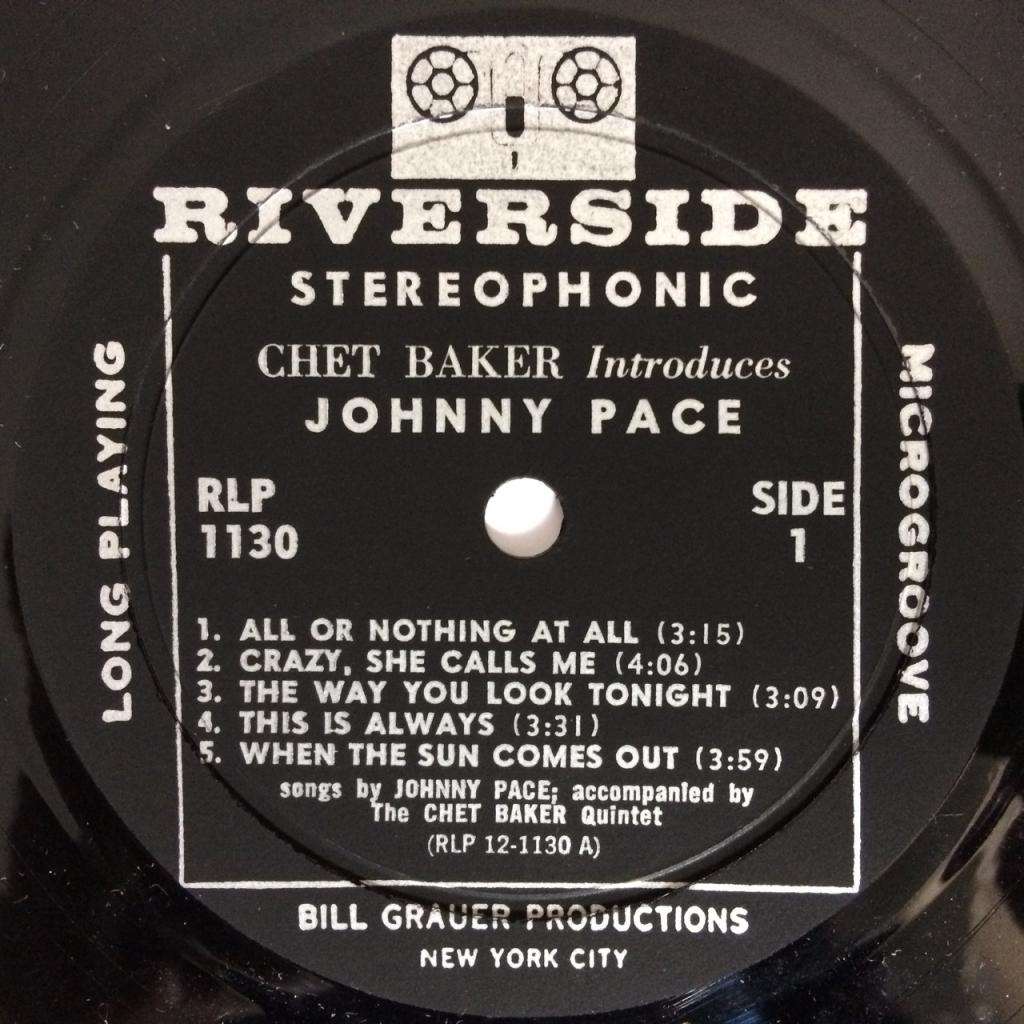 RIVERSIDE
STEREOPHONIC
CHET BAKER Introduces
JOHNNY PACE
LONG PLAYING
MICROGROOVE
RLP
1130
SIDE
1
1. ALL OR NOTHING AT ALL (3:15)
2. CRAZY, SHE CALLS ME (4:06)
3. THE WAY YOU LOOK TONIGHT (3:09)
4. THIS IS ALWAYS (3:31)
5. WHEN THE SUN COMES OUT (3:59)
songs by JOHNNY PACE; accompanied by
The CHET BAKER Quintet
(RLP 12-1130 A)
BILL GRAUER PRODUCTIONS
NEW YORK CITY